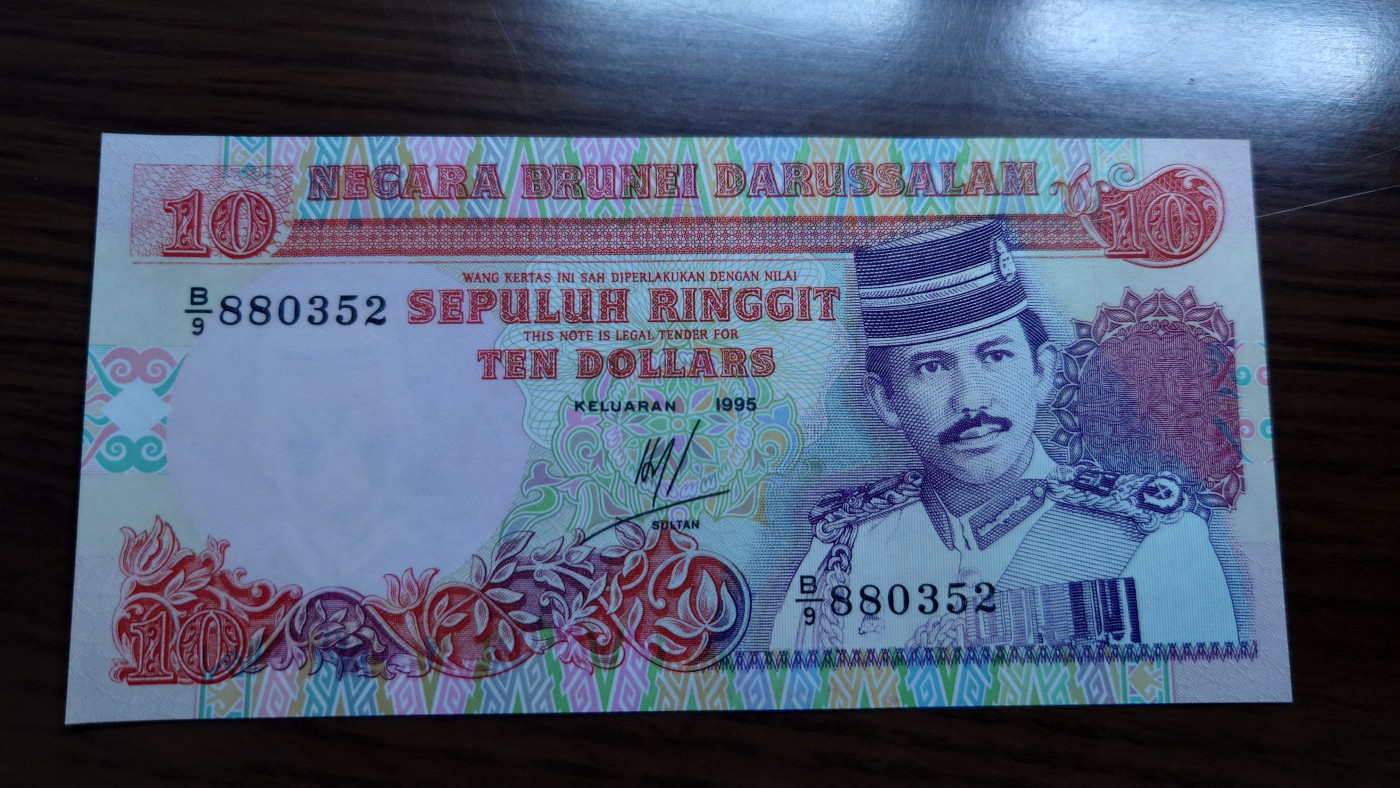 10 NEGARA BRUNEI DARUSSALAM 10
WANG KERTAS INI SAH DIPERLAKUKAN DENGAN NILAI
B/9 880352 SEPULUH RINGGIT
THIS NOTE IS LEGAL TENDER FOR
TEN DOLLARS
KELUARAN 1995
SULTAN
B/9 880352
10